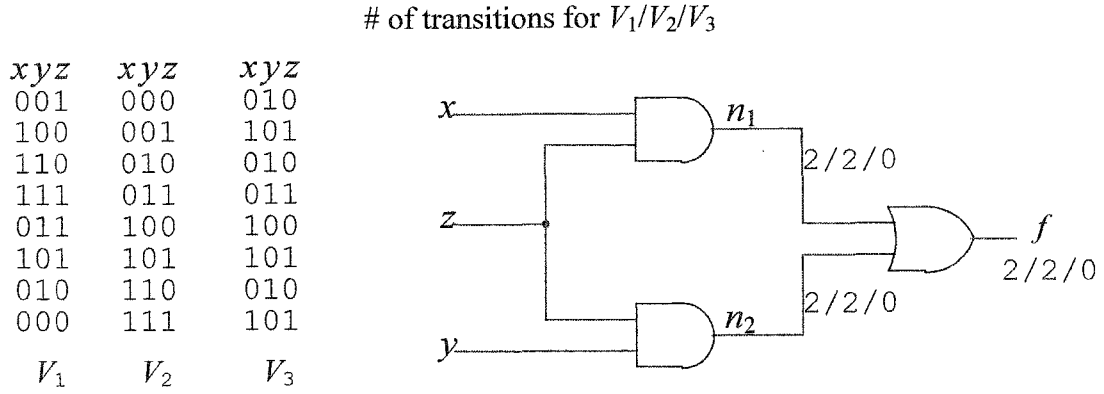 # of transitions for V₁/V₂/V₃
xyz xyz xyz
001 000 010
100 001 101
110 010 010
111 011 011
011 100 100
101 101 101
010 110 010
000 111 101
V₁ V₂ V₃
x
n₁
2/2/0
z
f
2/2/0
2/2/0
n₂
y